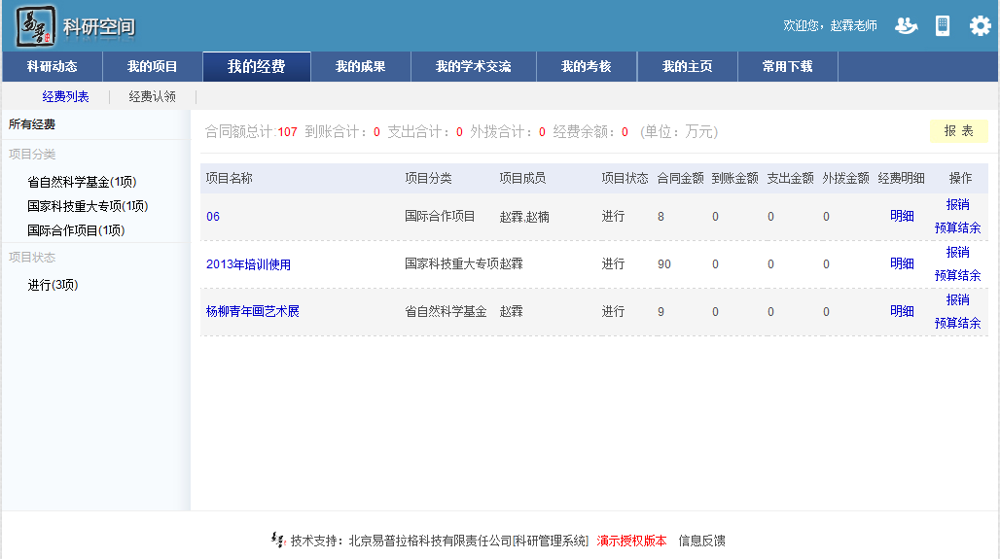 易普 科研空间
欢迎您，赵霖老师
科研动态 我的项目 我的经费 我的成果 我的学术交流 我的考核 我的主页 常用下载
经费列表 经费认领
所有经费
项目分类
省自然科学基金(1项)
国家科技重大专项(1项)
国际合作项目(1项)
项目状态
进行(3项)
合同额总计:107 到账合计：0 支出合计：0 外拨合计：0 经费余额：0 (单位：万元)
报 表
项目名称 项目分类 项目成员 项目状态 合同金额 到账金额 支出金额 外拨金额 经费明细 操作
06 国际合作项目 赵霖,赵楠 进行 8 0 0 0 明细 报销
预算结余
2013年培训使用 国家科技重大专项 赵霖 进行 90 0 0 0 明细 报销
预算结余
杨柳青年画艺术展 省自然科学基金 赵霖 进行 9 0 0 0 明细 报销
预算结余
易普 技术支持：北京易普拉格科技有限责任公司[科研管理系统] 演示授权版本 信息反馈